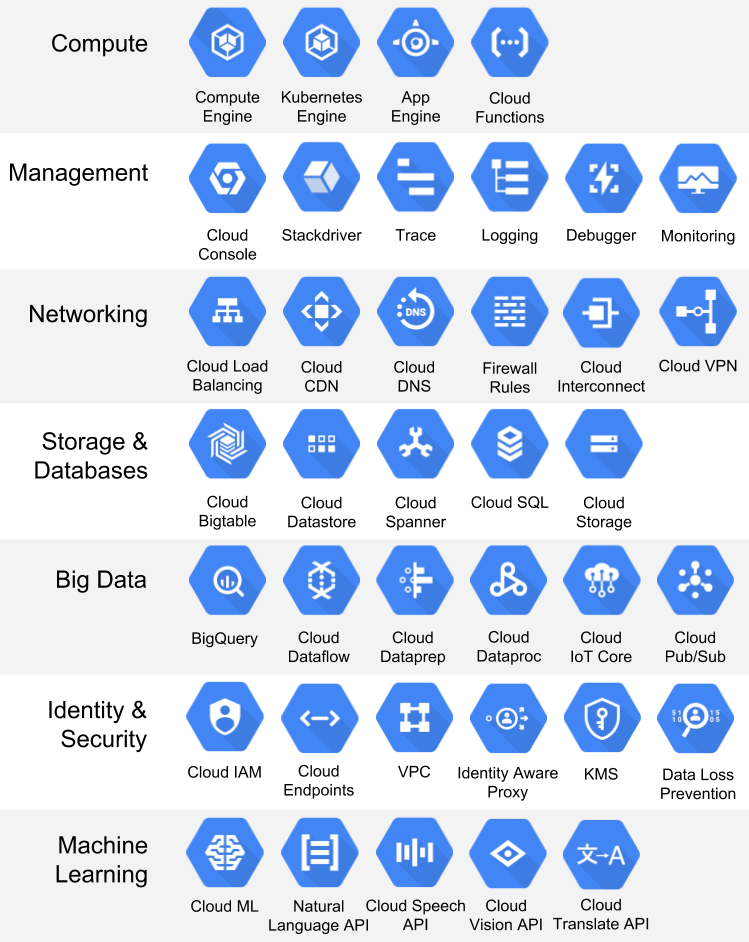 Compute
Compute Engine
Kubernetes Engine
App Engine
Cloud Functions
Management
Cloud Console
Stackdriver
Trace
Logging
Debugger
Monitoring
Networking
DNS
Cloud Load Balancing
Cloud CDN
Cloud DNS
Firewall Rules
Cloud Interconnect
Cloud VPN
Storage & Databases
Cloud Bigtable
Cloud Datastore
Cloud Spanner
Cloud SQL
Cloud Storage
Big Data
BigQuery
Cloud Dataflow
Cloud Dataprep
Cloud Dataproc
Cloud IoT Core
Cloud Pub/Sub
Identity & Security
51 15
10 05
Cloud IAM
Cloud Endpoints
VPC
Identity Aware Proxy
KMS
Data Loss Prevention
Machine Learning
文→A
Cloud ML
Natural Language API
Cloud Speech API
Cloud Vision API
Cloud Translate API